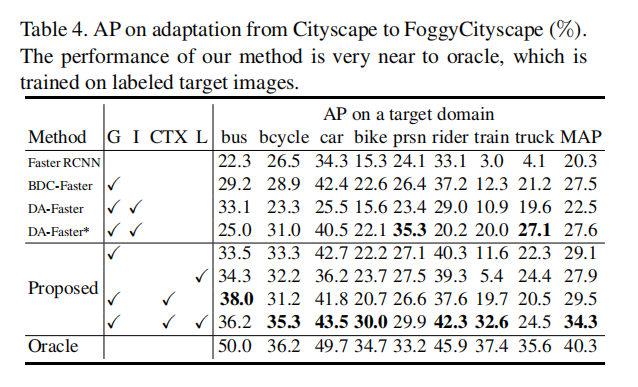 Table 4. AP on adaptation from Cityscape to FoggyCityscape (%).
The performance of our method is very near to oracle, which is
trained on labeled target images.
AP on a target domain
Method G I CTX L bus bcycle car bike prsn rider train truck MAP
Faster RCNN 22.3 26.5 34.3 15.3 24.1 33.1 3.0 4.1 20.3
BDC-Faster ✓ 29.2 28.9 42.4 22.6 26.4 37.2 12.3 21.2 27.5
DA-Faster ✓ ✓ 33.1 23.3 25.5 15.6 23.4 29.0 10.9 19.6 22.5
DA-Faster* ✓ ✓ 25.0 31.0 40.5 22.1 35.3 20.2 20.0 27.1 27.6
Proposed
✓ 33.5 33.3 42.7 22.2 27.1 40.3 11.6 22.3 29.1
✓ 34.3 32.2 36.2 23.7 27.5 39.3 5.4 24.4 27.9
✓ ✓ 38.0 31.2 41.8 20.7 26.6 37.6 19.7 20.5 29.5
✓ ✓ ✓ 36.2 35.3 43.5 30.0 29.9 42.3 32.6 24.5 34.3
Oracle 50.0 36.2 49.7 34.7 33.2 45.9 37.4 35.6 40.3